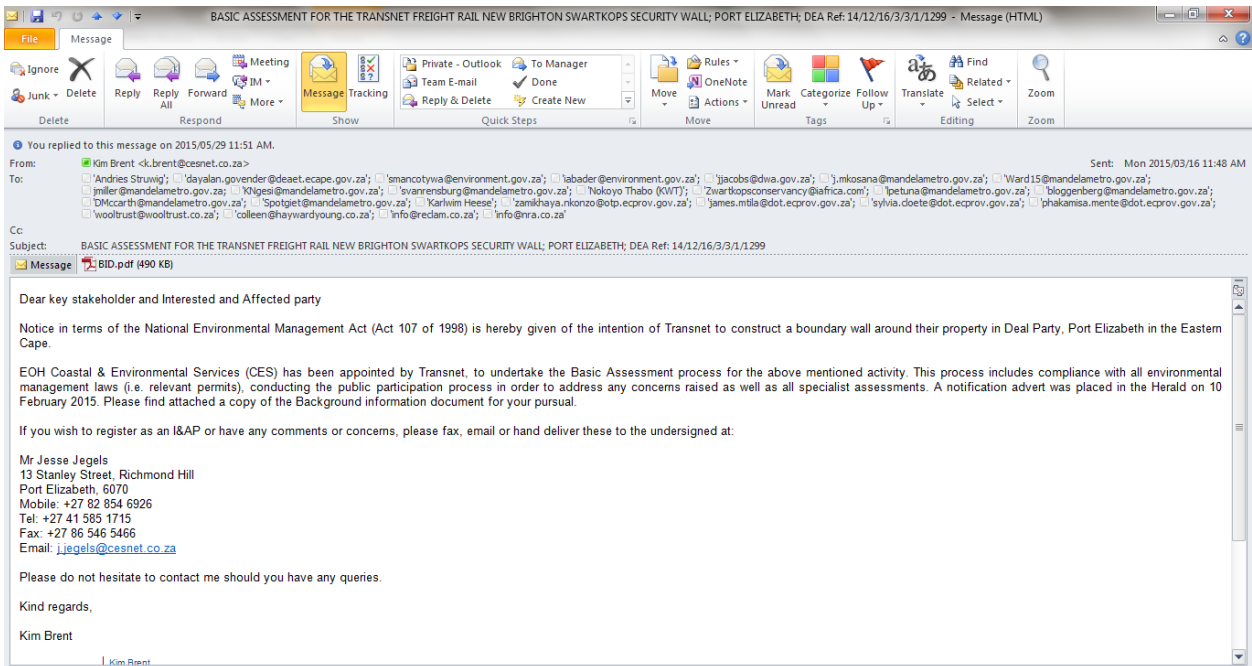 BASIC ASSESSMENT FOR THE TRANSNET FREIGHT RAIL NEW BRIGHTON SWARTKOPS SECURITY WALL; PORT ELIZABETH; DEA Ref: 14/12/16/3/3/1/1299 - Message (HTML)
File Message
Ignore
Junk
Delete
Reply
Reply All
Forward
Meeting
IM
More
Message
Tracking
Private - Outlook
Team E-mail
Reply & Delete
To Manager
Done
Create New
Move
Rules
OneNote
Actions
Mark Unread
Categorize
Follow Up
Translate
Find
Related
Select
Zoom
Delete Respond Show Quick Steps Move Tags Editing Zoom
You replied to this message on 2015/05/29 11:51 AM.
From: Kim Brent <k.brent@cesnet.co.za> Sent: Mon 2015/03/16 11:48 AM
To: 'Andries Struwig'; 'dayalan.govender@deaet.ecape.gov.za'; 'smancotywa@environment.gov.za'; 'iabader@environment.gov.za'; 'jjacobs@dwa.gov.za'; 'j.mkosana@mandelametro.gov.za'; 'Ward15@mandelametro.gov.za';
jmiller@mandelametro.gov.za; 'KNgesi@mandelametro.gov.za'; 'svanrensburg@mandelametro.gov.za'; 'Nokoyo Thabo (KWT)'; 'Zwartkopsconservancy@iafrica.com'; 'lpetuna@mandelametro.gov.za'; 'bloggenberg@mandelametro.gov.za';
'DMccarth@mandelametro.gov.za'; 'Spotgiet@mandelametro.gov.za'; 'Karlwim Heese'; 'zamikhaya.nkonzo@otp.ecprov.gov.za'; 'james.mtila@dot.ecprov.gov.za'; 'sylvia.cloete@dot.ecprov.gov.za'; 'phakamisa.mente@dot.ecprov.gov.za';
'wooltrust@wooltrust.co.za'; 'colleen@haywardyoung.co.za'; 'info@reclam.co.za'; 'info@nra.co.za'
Cc:
Subject: BASIC ASSESSMENT FOR THE TRANSNET FREIGHT RAIL NEW BRIGHTON SWARTKOPS SECURITY WALL; PORT ELIZABETH; DEA Ref: 14/12/16/3/3/1/1299
Message BID.pdf (490 KB)
Dear key stakeholder and Interested and Affected party
Notice in terms of the National Environmental Management Act (Act 107 of 1998) is hereby given of the intention of Transnet to construct a boundary wall around their property in Deal Party, Port Elizabeth in the Eastern
Cape.
EOH Coastal & Environmental Services (CES) has been appointed by Transnet, to undertake the Basic Assessment process for the above mentioned activity. This process includes compliance with all environmental
management laws (i.e. relevant permits), conducting the public participation process in order to address any concerns raised as well as all specialist assessments. A notification advert was placed in the Herald on 10
February 2015. Please find attached a copy of the Background information document for your pursual.
If you wish to register as an I&AP or have any comments or concerns, please fax, email or hand deliver these to the undersigned at:
Mr Jesse Jegels
13 Stanley Street, Richmond Hill
Port Elizabeth, 6070
Mobile: +27 82 854 6926
Tel: +27 41 585 1715
Fax: +27 86 546 5466
Email: j.jegels@cesnet.co.za
Please do not hesitate to contact me should you have any queries.
Kind regards,
Kim Brent
Kim Brent